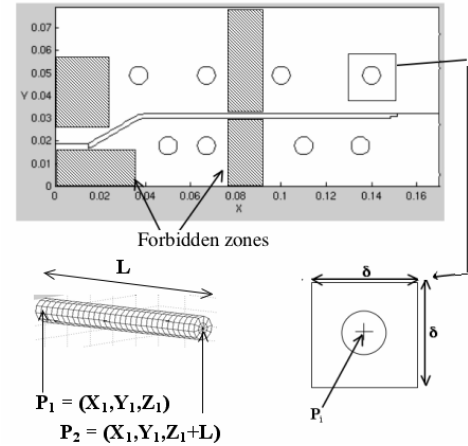 0.07
0.06
0.05
Y 0.04
0.03
0.02
0.01
0
0 0.02 0.04 0.06 0.08 0.1 0.12 0.14 0.16
X
Forbidden zones
L
P₁ = (X₁,Y₁,Z₁)
P₂ = (X₁,Y₁,Z₁+L)
δ
δ
P₁